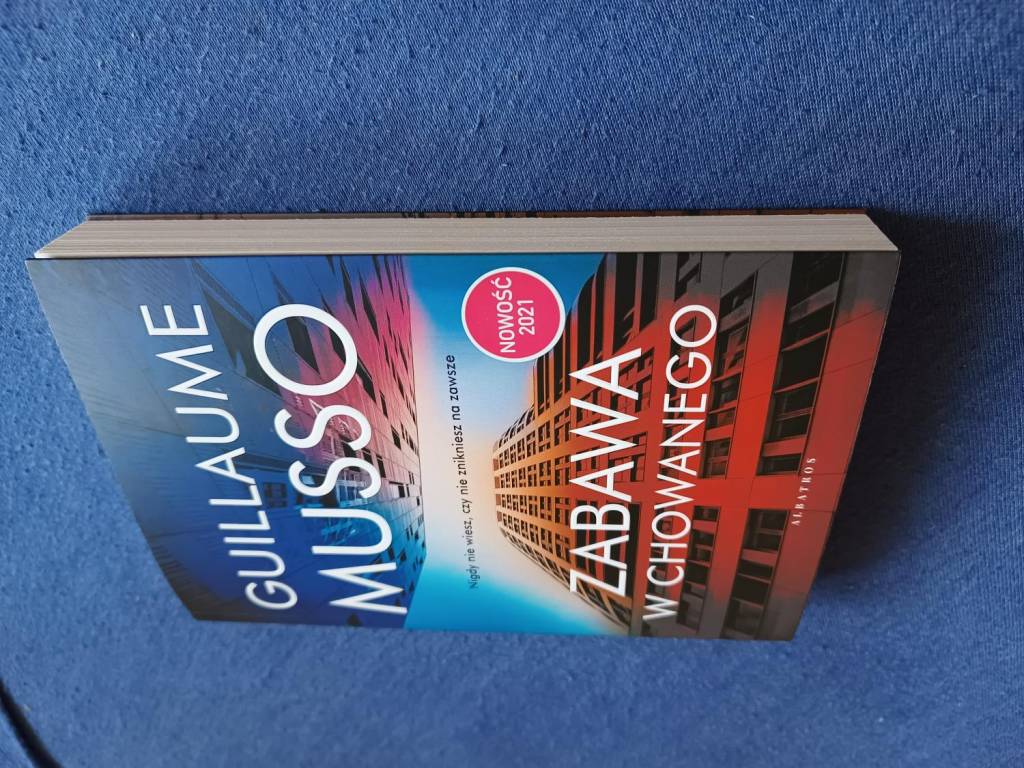 GUILLAUME
MUSSO
Nigdy nie wiesz, czy nie znikniesz na zawsze
NOWOŚĆ
2021
ZABAWA
W CHOWANEGO
ALBATROS